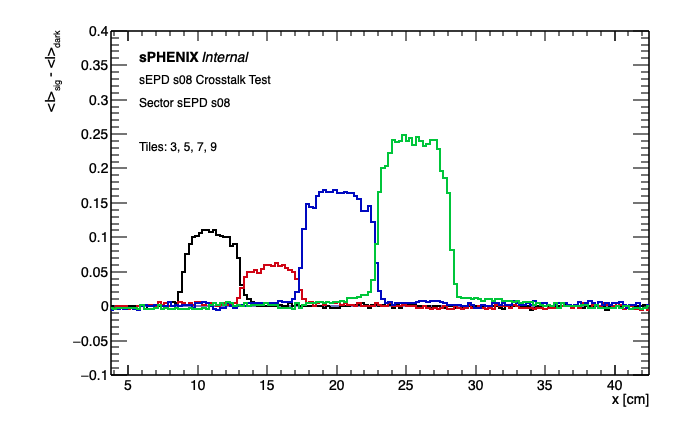 <I>sig - <I>dark
0.4
0.35
0.3
0.25
0.2
0.15
0.1
0.05
0
−0.05
−0.1
sPHENIX Internal
sEPD s08 Crosstalk Test
Sector sEPD s08
Tiles: 3, 5, 7, 9
5 10 15 20 25 30 35 40
x [cm]